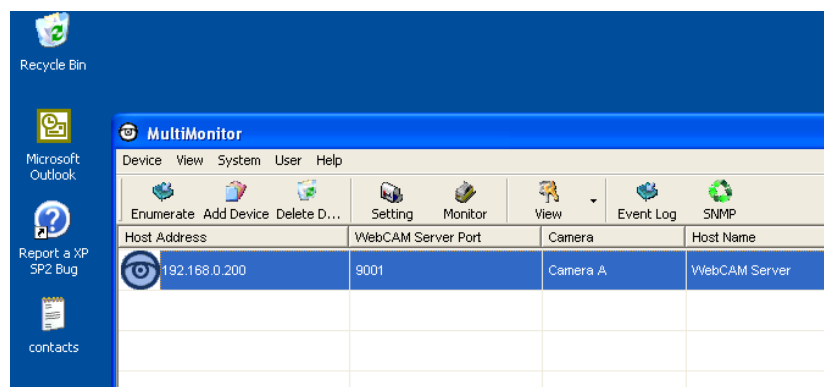 Recycle Bin
Microsoft
Outlook
Report a XP
SP2 Bug
contacts
MultiMonitor
Device View System User Help
Enumerate Add Device Delete D... Setting Monitor View Event Log SNMP
Host Address WebCAM Server Port Camera Host Name
192.168.0.200 9001 Camera A WebCAM Server